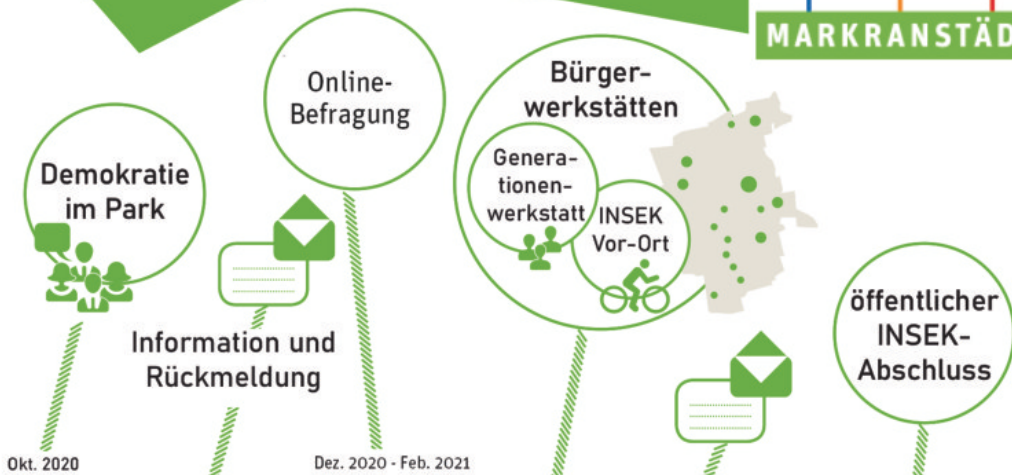 MARKRANSTÄD
Demokratie
im Park
Information und
Rückmeldung
Online-
Befragung
Bürger-
werkstätten
Genera-
tionen-
werkstatt
INSEK
Vor-Ort
öffentlicher
INSEK-
Abschluss
Okt. 2020
Dez. 2020 - Feb. 2021